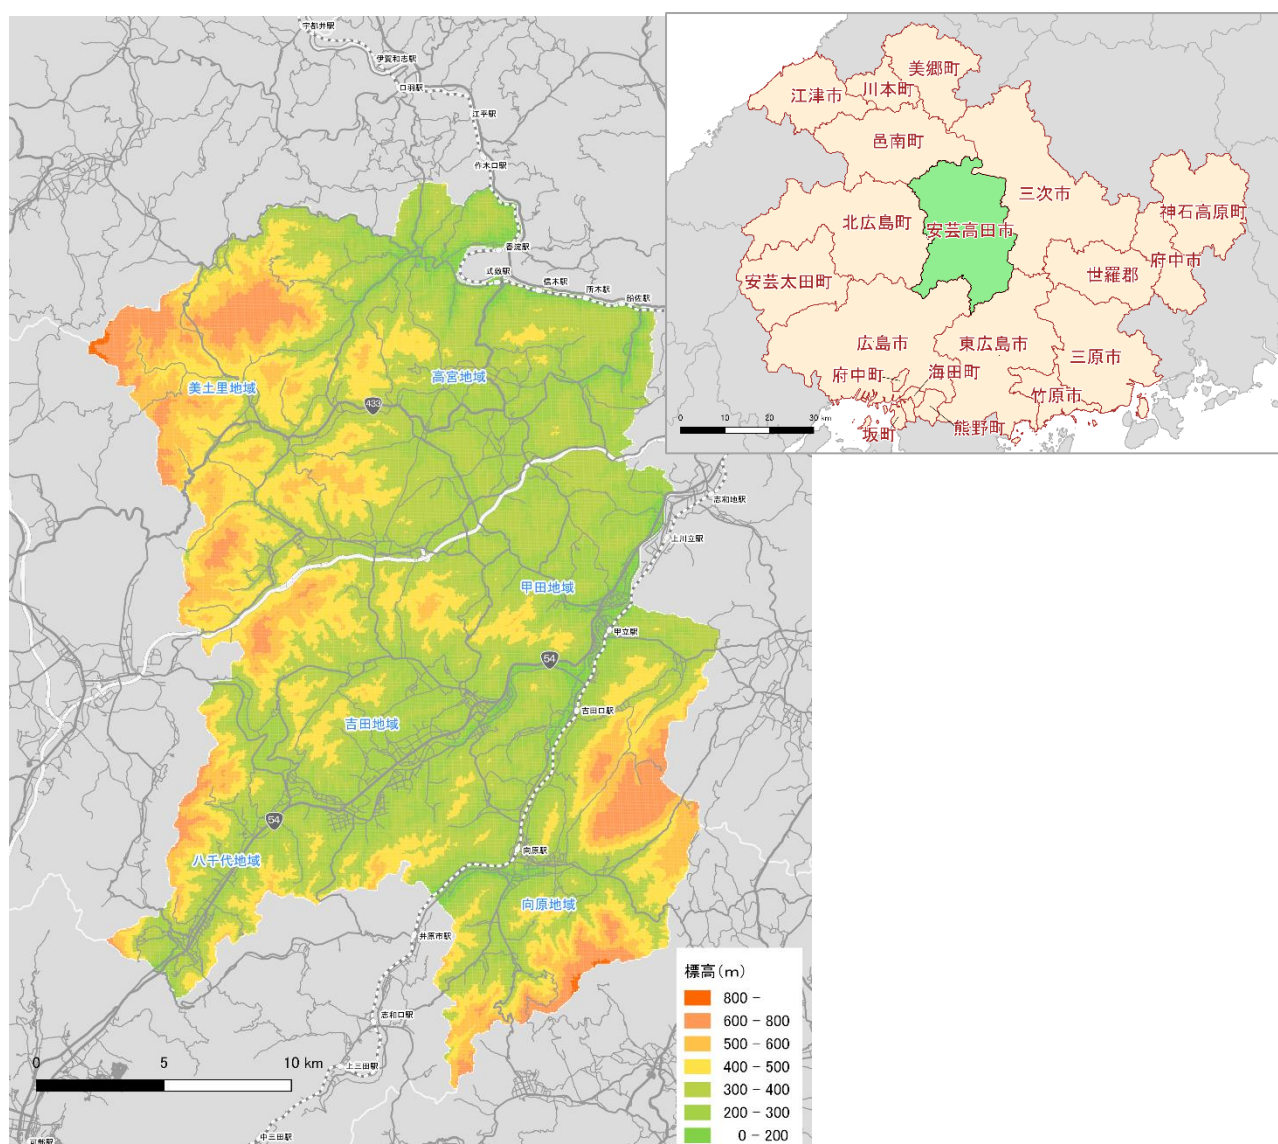 宇都井駅
伊賀和志駅
口羽駅
江平駅
作木口駅
香淀駅
式敷駅
信木駅
所木駅
船佐駅
美土里地域
高宮地域
433
志和地駅
上川立駅
甲田地域
甲立駅
54
吉田口駅
吉田地域
54
向原駅
八千代地域
向原地域
井原市駅
志和口駅
上三田駅
中三田駅
0 5 10 km
標高(m)
800 -
600 - 800
500 - 600
400 - 500
300 - 400
200 - 300
0 - 200
美郷町
川本町
江津市
邑南町
三次市
神石高原町
北広島町
安芸高田市
府中市
世羅郡
安芸太田町
広島市
東広島市
三原市
府中町
海田町
竹原市
坂町
熊野町
0 10 20 30 km